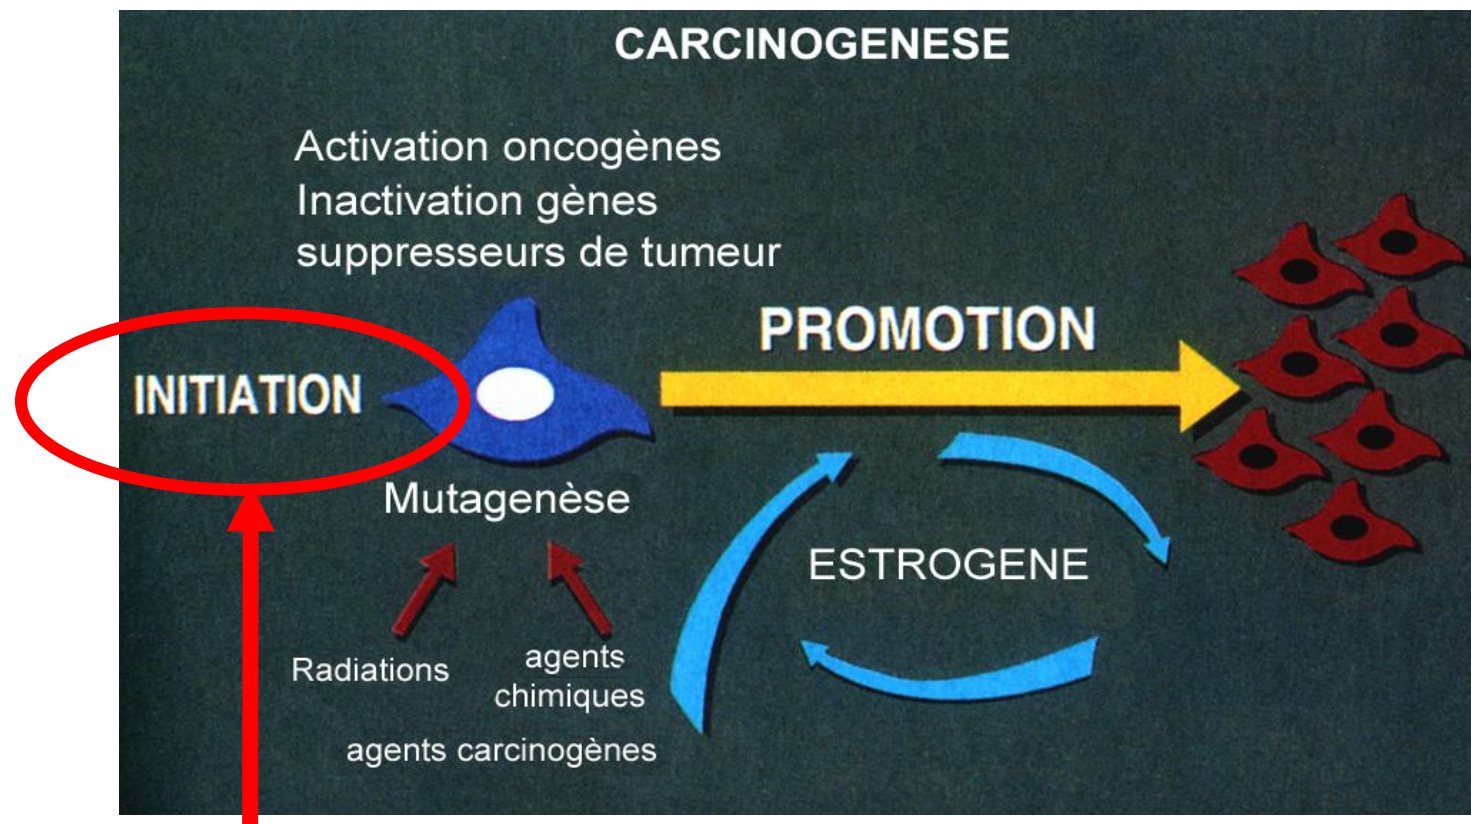 CARCINOGENESE
Activation oncogènes
Inactivation gènes
suppresseurs de tumeur
INITIATION
PROMOTION
Mutagenèse
ESTROGENE
Radiations
agents
chimiques
agents carcinogènes